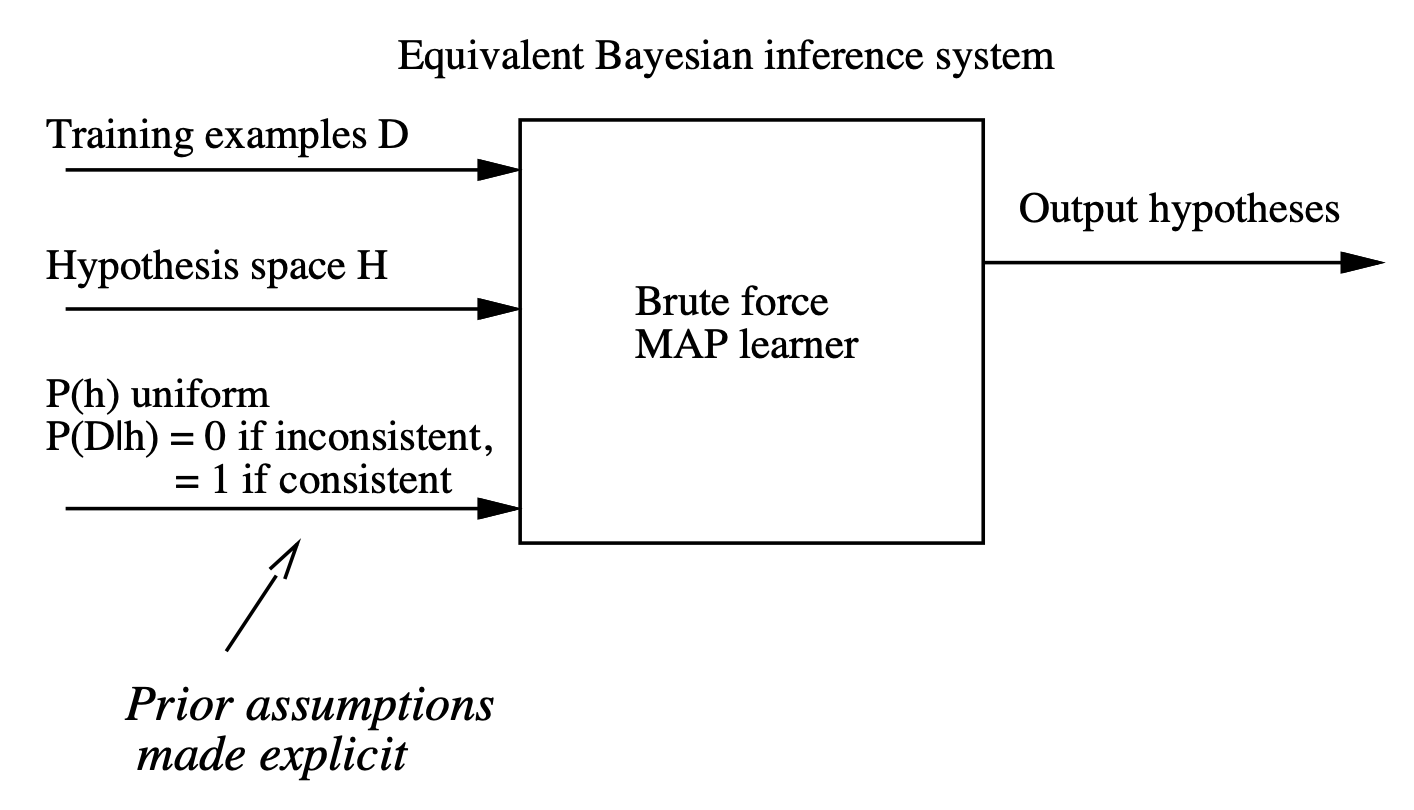 Equivalent Bayesian inference system
Training examples D
Hypothesis space H
P(h) uniform
P(D|h) = 0 if inconsistent,
= 1 if consistent
Brute force
MAP learner
Output hypotheses
Prior assumptions
made explicit